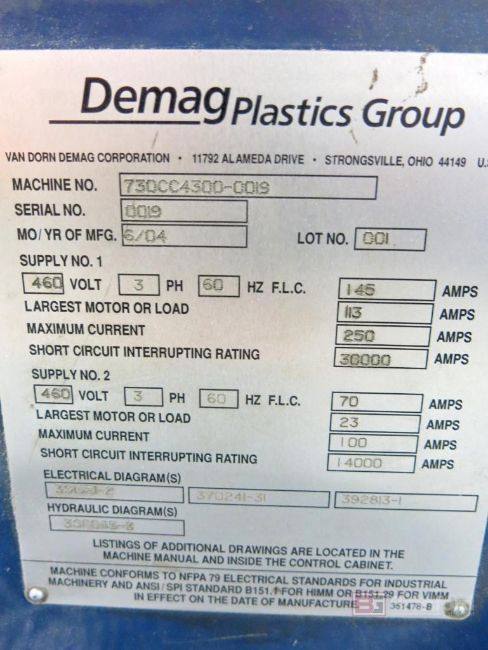 Demag Plastics Group
VAN DORN DEMAG CORPORATION • 11792 ALAMEDA DRIVE • STRONGSVILLE, OHIO 44149 U.S
MACHINE NO. 730CC4300-0019
SERIAL NO. 0019
MO/YR OF MFG. 6/04 LOT NO. 001
SUPPLY NO. 1
460 VOLT 3 PH 60 HZ F.L.C. 145 AMPS
LARGEST MOTOR OR LOAD 113 AMPS
MAXIMUM CURRENT 250 AMPS
SHORT CIRCUIT INTERRUPTING RATING 30000 AMPS
SUPPLY NO. 2
460 VOLT 3 PH 60 HZ F.L.C. 70 AMPS
LARGEST MOTOR OR LOAD 23 AMPS
MAXIMUM CURRENT 100 AMPS
SHORT CIRCUIT INTERRUPTING RATING 14000 AMPS
ELECTRICAL DIAGRAM(S)
370241-31 392813-1
HYDRAULIC DIAGRAM(S)
LISTINGS OF ADDITIONAL DRAWINGS ARE LOCATED IN THE
MACHINE MANUAL AND INSIDE THE CONTROL CABINET.
MACHINE CONFORMS TO NFPA 79 ELECTRICAL STANDARDS FOR INDUSTRIAL
MACHINERY AND ANSI / SPI STANDARD B151.1 FOR HIMM OR B151.29 FOR VIMM
IN EFFECT ON THE DATE OF MANUFACTURE 351478-B